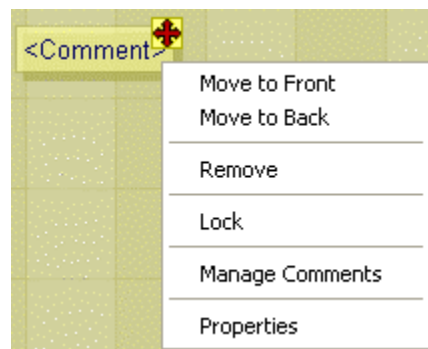 <Comment>
Move to Front
Move to Back
Remove
Lock
Manage Comments
Properties